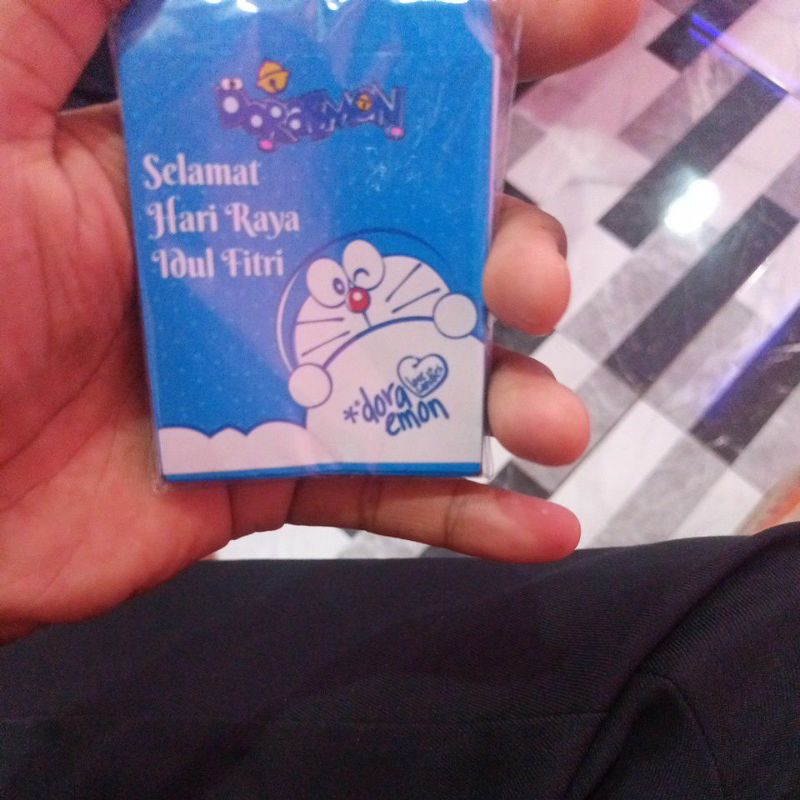 DORAEMON
Selamat
Hari Raya
Idul Fitri
*dora
emon